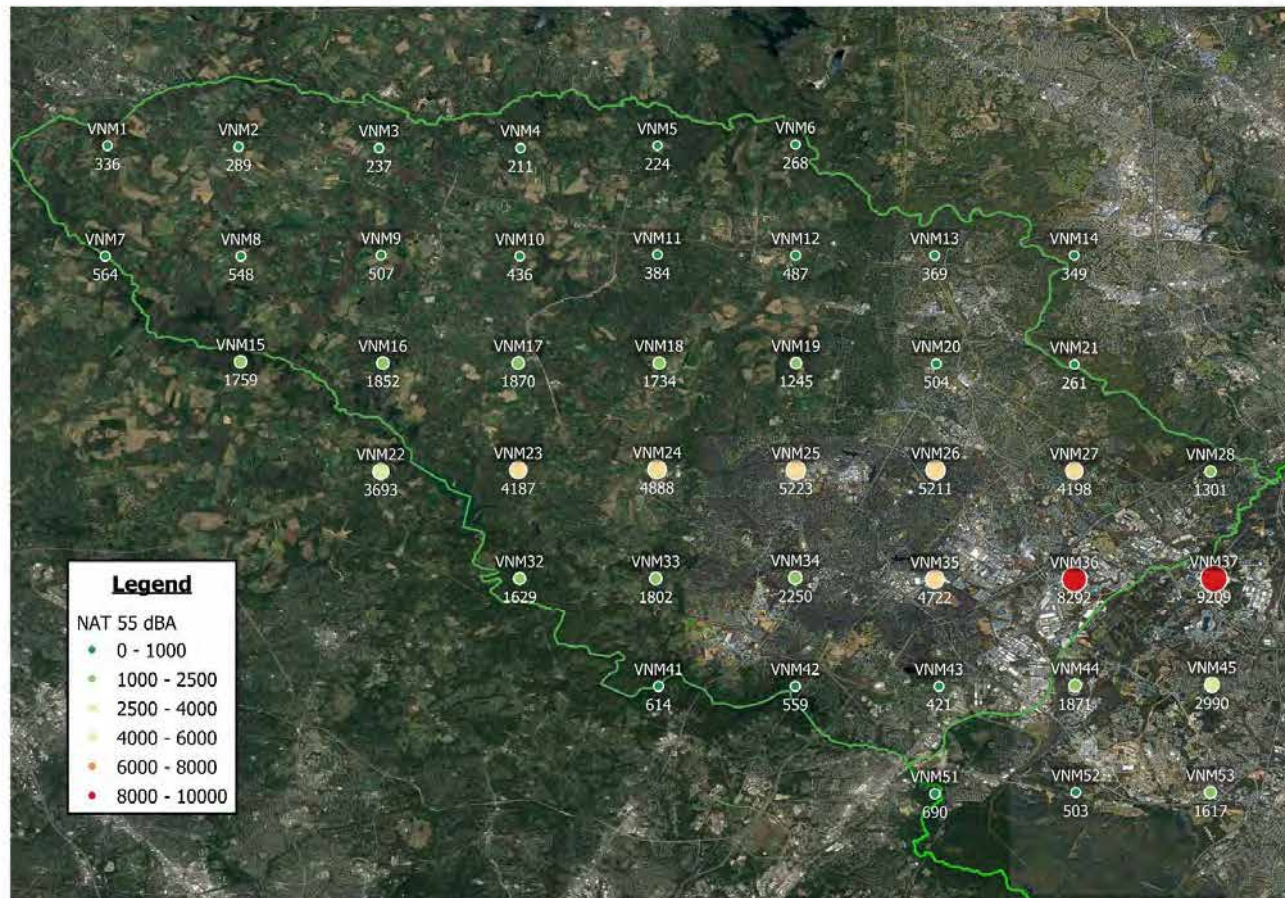 VNM1 VNM2 VNM3 VNM4 VNM5 VNM6
336 289 237 211 224 268
VNM7 VNM8 VNM9 VNM10 VNM11 VNM12 VNM13 VNM14
564 548 507 436 384 487 369 349
VNM15 VNM16 VNM17 VNM18 VNM19 VNM20 VNM21
1759 1852 1870 1734 1245 504 261
VNM22 VNM23 VNM24 VNM25 VNM26 VNM27 VNM28
3693 4187 4888 5223 5211 4198 1301
VNM32 VNM33 VNM34 VNM35 VNM36 VNM37
1629 1802 2250 4722 8292 9209
VNM41 VNM42 VNM43 VNM44 VNM45
614 559 421 1871 2990
VNM51 VNM52 VNM53
690 503 1617
Legend
NAT 55 dBA
0 - 1000
1000 - 2500
2500 - 4000
4000 - 6000
6000 - 8000
8000 - 10000